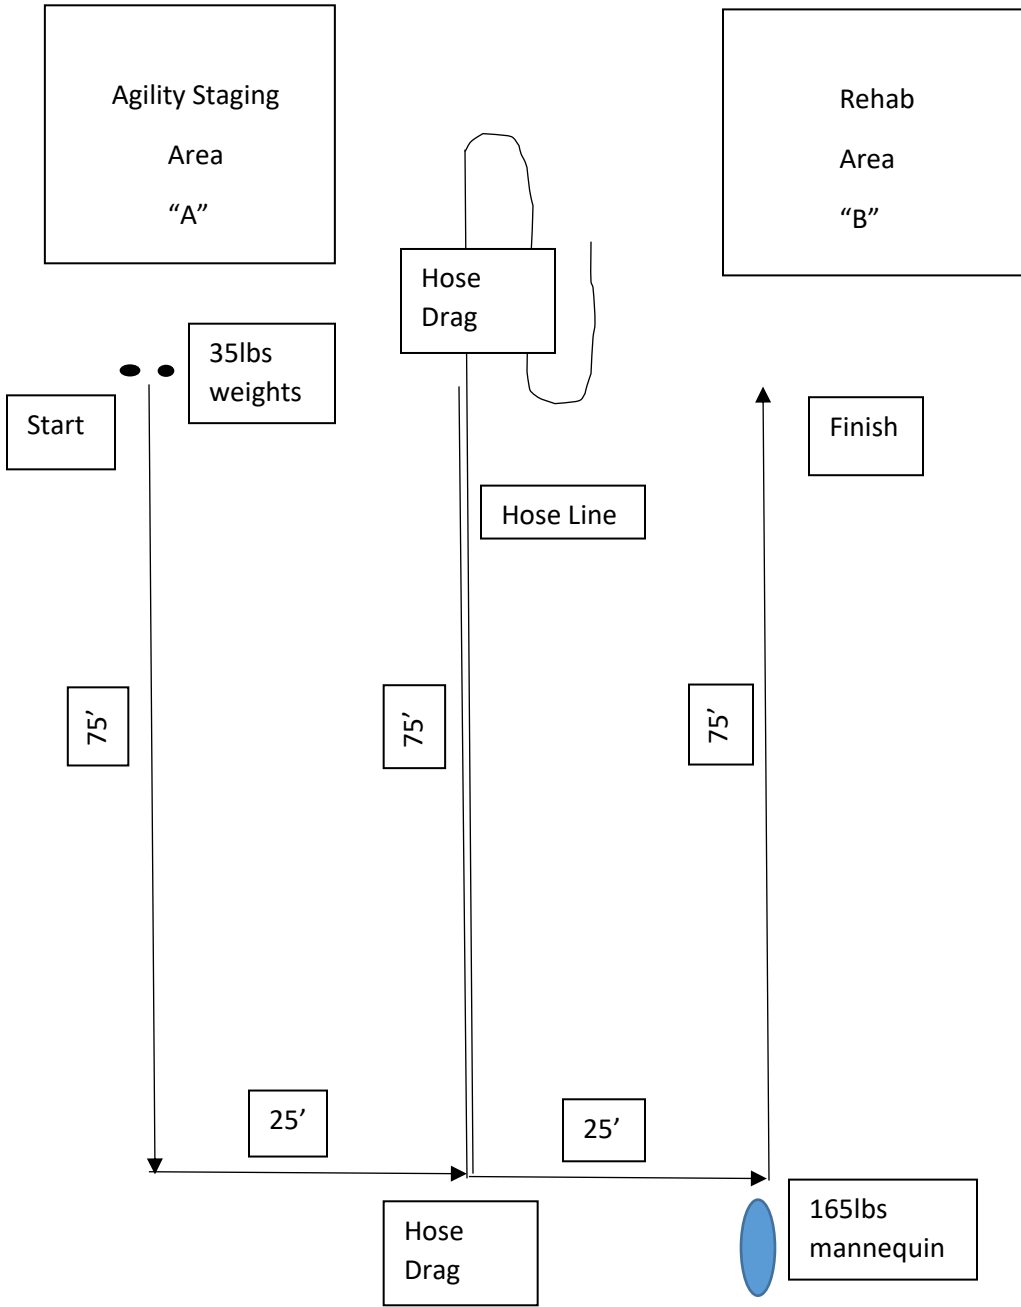 Agility Staging
Area
“A”
Rehab
Area
“B”
Hose
Drag
35lbs
weights
Start
Finish
Hose Line
75’
75’
75’
25’
25’
Hose
Drag
165lbs
mannequin